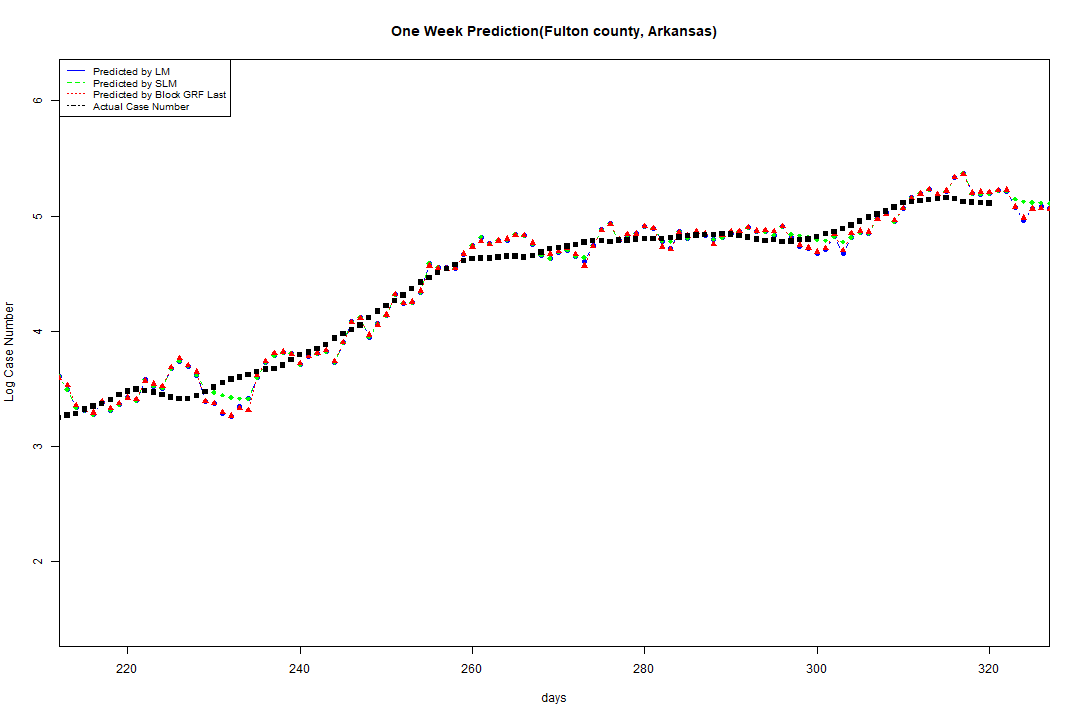 One Week Prediction(Fulton county, Arkansas)
Predicted by LM
Predicted by SLM
Predicted by Block GRF Last
Actual Case Number
6
5
4
3
2
Log Case Number
220 240 260 280 300 320
days